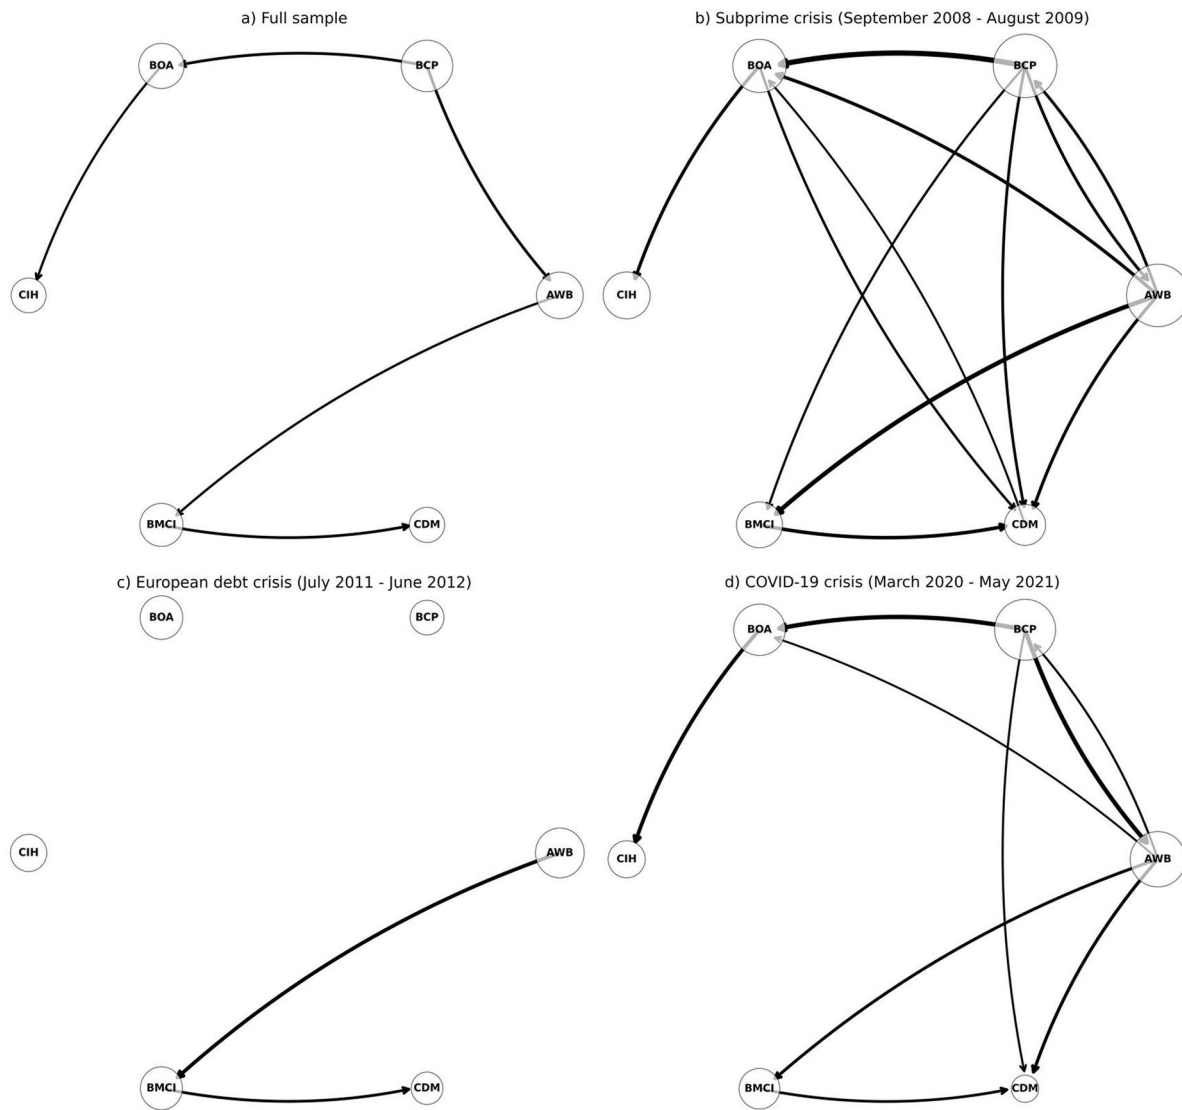 a) Full sample
BOA
BCP
CIH
AWB
BMCI
CDM
b) Subprime crisis (September 2008 - August 2009)
BOA
BCP
CIH
AWB
BMCI
CDM
c) European debt crisis (July 2011 - June 2012)
BOA
BCP
CIH
AWB
BMCI
CDM
d) COVID-19 crisis (March 2020 - May 2021)
BOA
BCP
CIH
AWB
BMCI
CDM